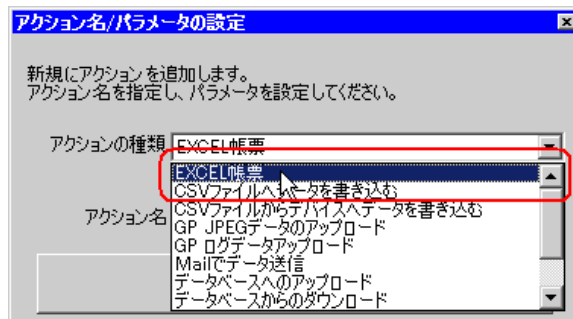 アクション名/パラメータの設定
新規にアクションを追加します。
アクション名を指定し、パラメータを設定してください。
アクションの種類 EXCEL帳票
EXCEL帳票
CSVファイルへデータを書き込む
アクション名 CSVファイルからデバイスへデータを書き込む
GP JPEGデータのアップロード
GP ログデータアップロード
Mailでデータ送信
データベースへのアップロード
データベースからのダウンロード